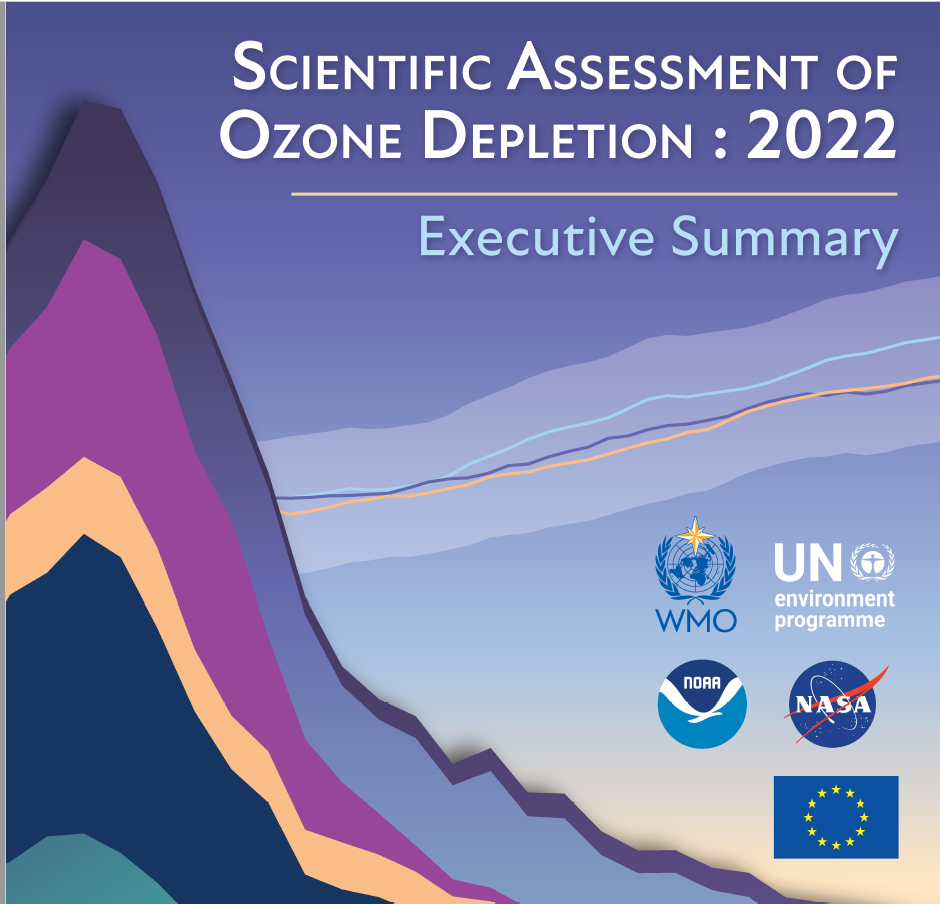 Scientific Assessment of
Ozone Depletion : 2022
Executive Summary
WMO
UN
environment
programme
NOAA
NASA